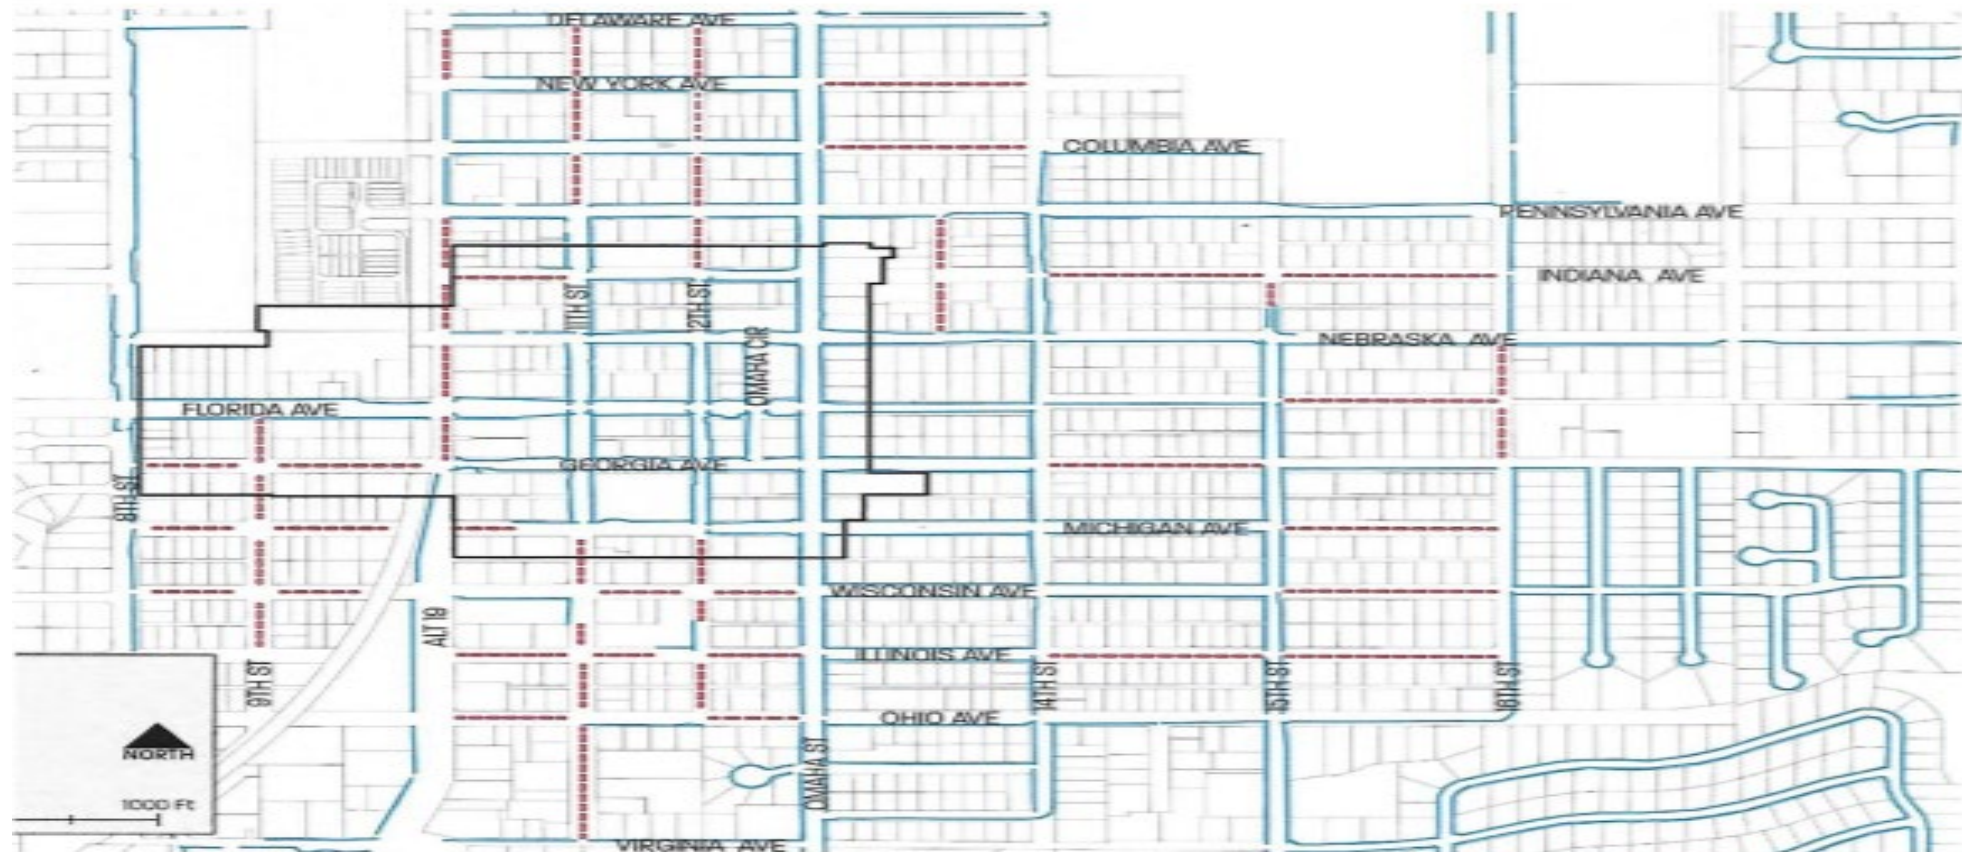 DELAWARE AVE
NEW YORK AVE
COLUMBIA AVE
PENNSYLVANIA AVE
INDIANA AVE
11TH ST
12TH ST
OMAHA CIR
NEBRASKA AVE
FLORIDA AVE
GEORGIA AVE
8TH ST
MICHIGAN AVE
WISCONSIN AVE
ALT 19
ILLINOIS AVE
9TH ST
14TH ST
15TH ST
16TH ST
OHIO AVE
NORTH
OMAHA ST
1000 Ft
VIRGINIA AVE